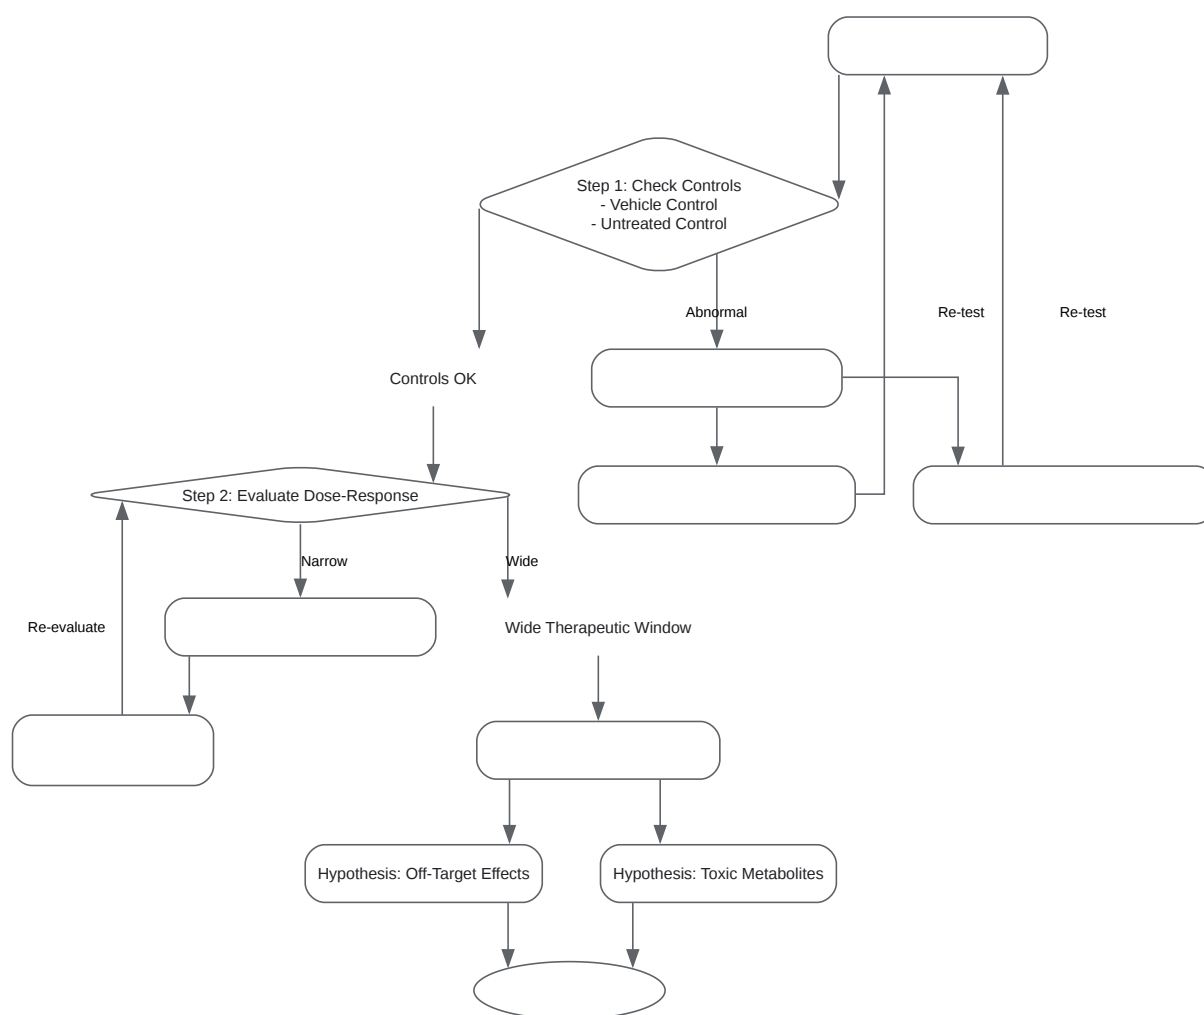 Step 1: Check Controls
- Vehicle Control
- Untreated Control
Abnormal
Re-test
Re-test
Controls OK
Step 2: Evaluate Dose-Response
Narrow
Wide
Re-evaluate
Wide Therapeutic Window
Hypothesis: Off-Target Effects
Hypothesis: Toxic Metabolites